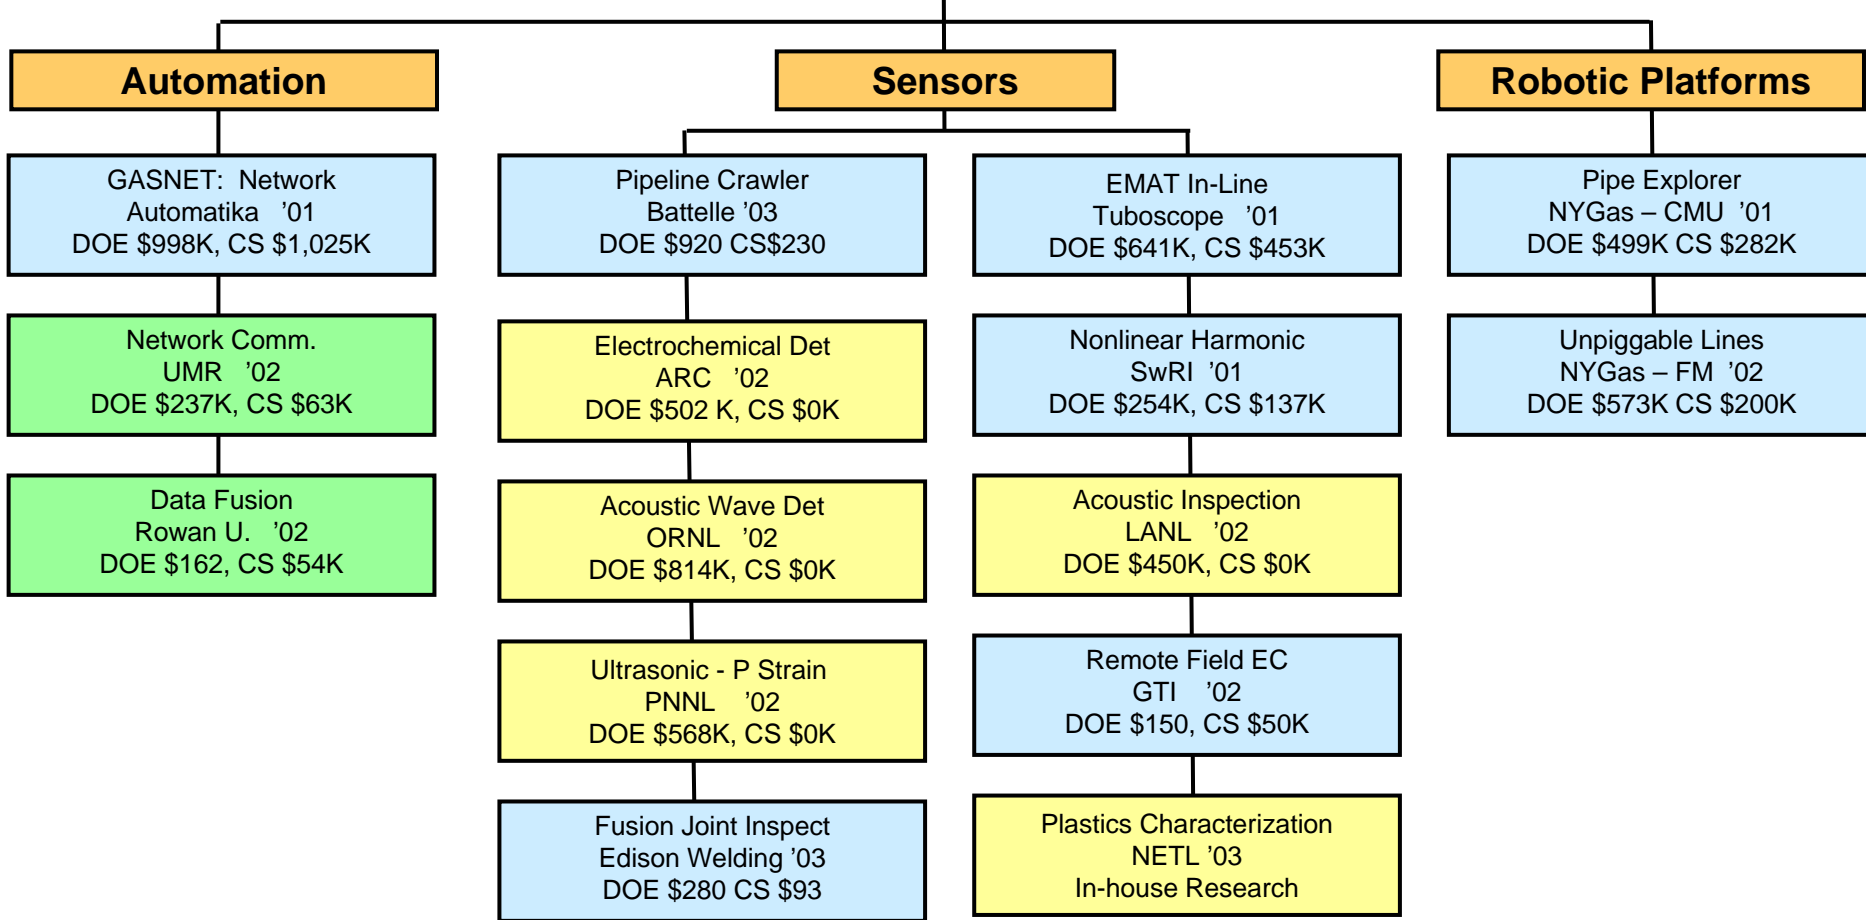 Automation
Sensors
Robotic Platforms
GASNET: Network
Automatika '01
DOE $998K, CS $1,025K
Network Comm.
UMR '02
DOE $237K, CS $63K
Data Fusion
Rowan U. '02
DOE $162, CS $54K
Pipeline Crawler
Battelle '03
DOE $920 CS$230
Electrochemical Det
ARC '02
DOE $502 K, CS $0K
Acoustic Wave Det
ORNL '02
DOE $814K, CS $0K
Ultrasonic - P Strain
PNNL '02
DOE $568K, CS $0K
Fusion Joint Inspect
Edison Welding '03
DOE $280 CS $93
EMAT In-Line
Tuboscope '01
DOE $641K, CS $453K
Nonlinear Harmonic
SwRI '01
DOE $254K, CS $137K
Acoustic Inspection
LANL '02
DOE $450K, CS $0K
Remote Field EC
GTI '02
DOE $150, CS $50K
Plastics Characterization
NETL '03
In-house Research
Pipe Explorer
NYGas – CMU '01
DOE $499K CS $282K
Unpiggable Lines
NYGas – FM '02
DOE $573K CS $200K